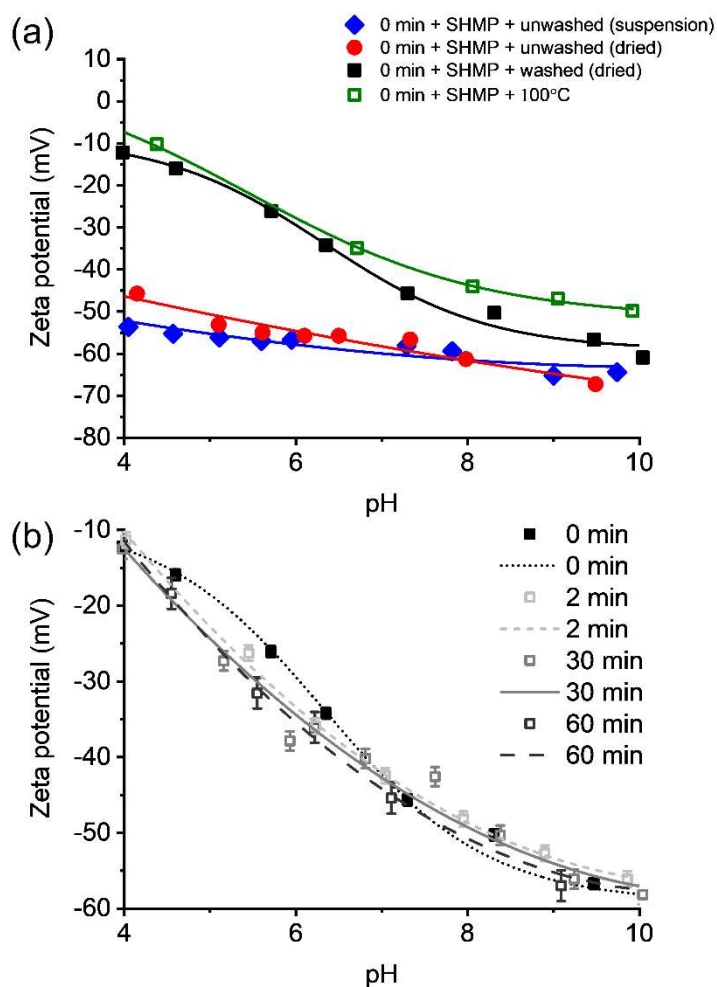 (a)
0 min + SHMP + unwashed (suspension)
0 min + SHMP + unwashed (dried)
0 min + SHMP + washed (dried)
0 min + SHMP + 100°C
10
0
-10
-20
-30
-40
-50
-60
-70
-80
Zeta potential (mV)
4 6 8 10
pH
(b)
0 min
0 min
2 min
2 min
30 min
30 min
60 min
60 min
-10
-20
-30
-40
-50
-60
Zeta potential (mV)
4 6 8 10
pH